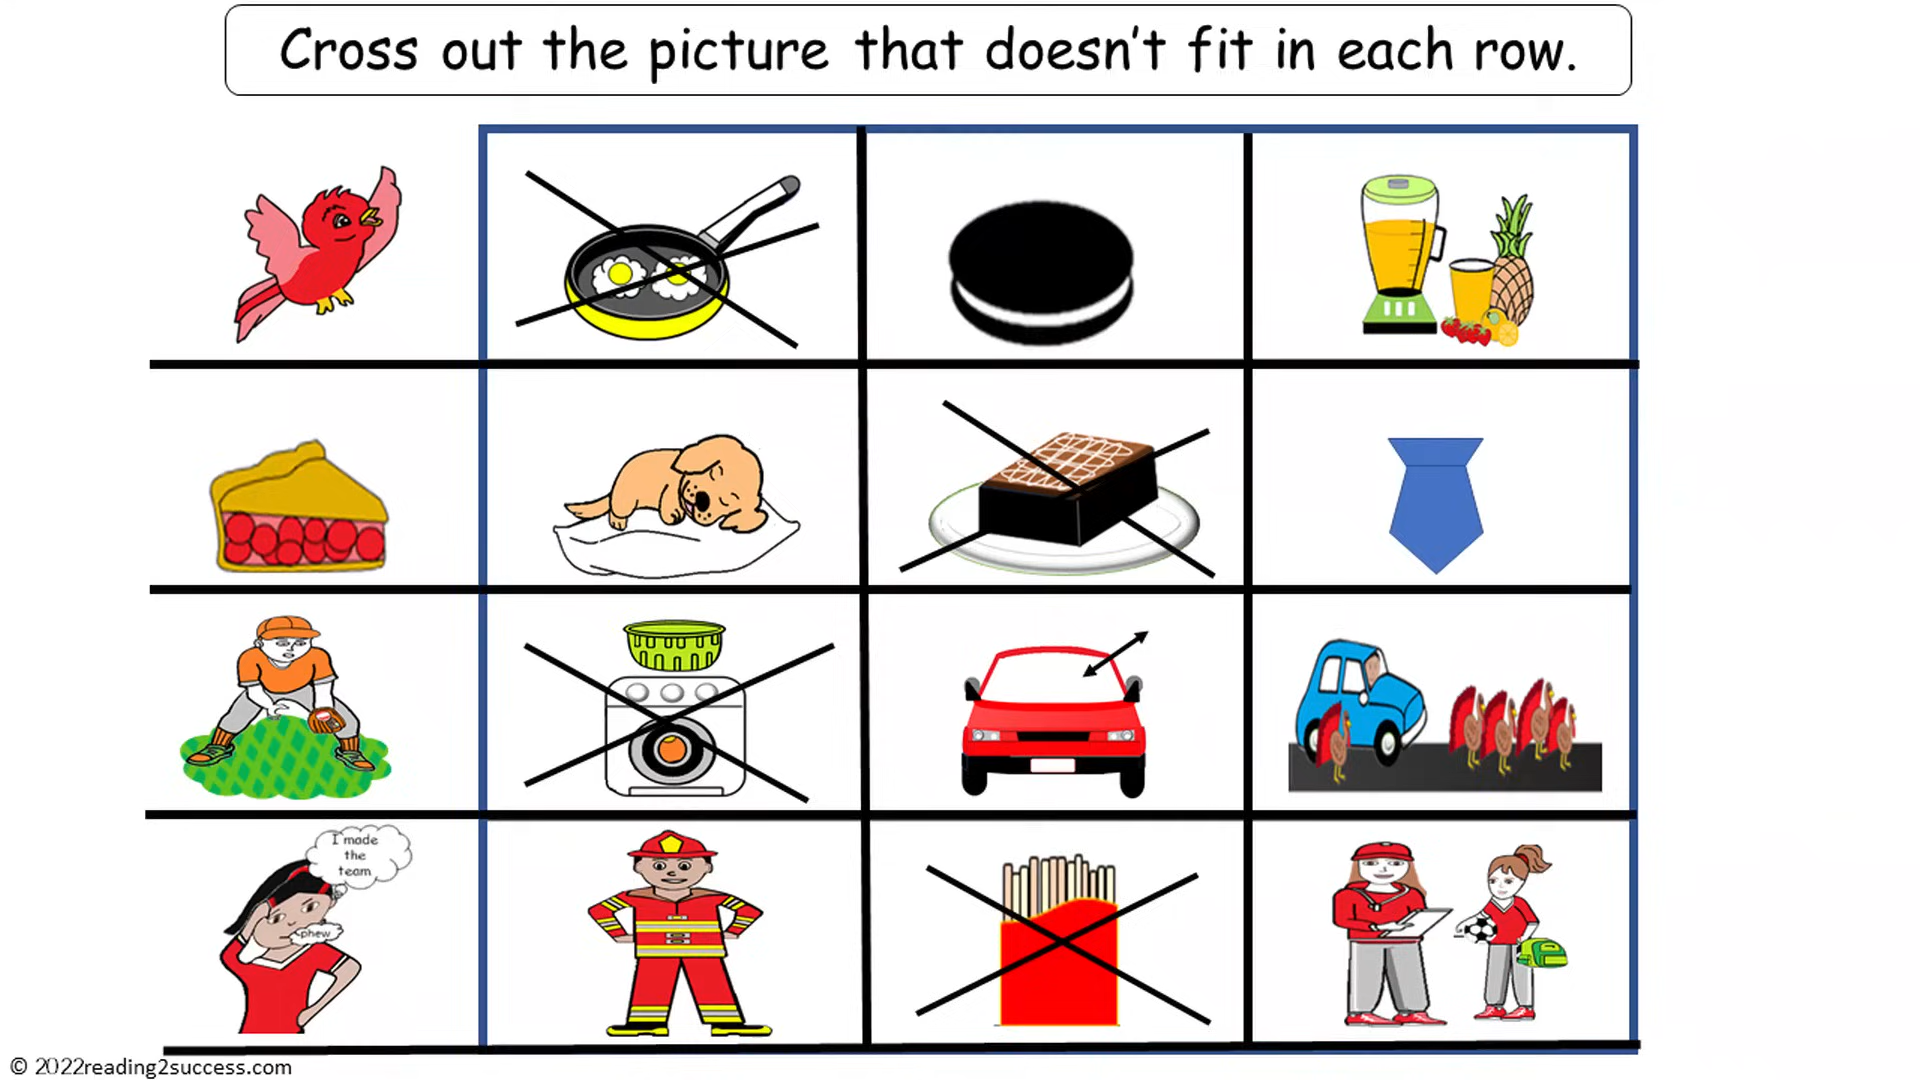 Cross out the picture that doesn't fit in each row.
I made
the
team
phew
© 2022reading2success.com